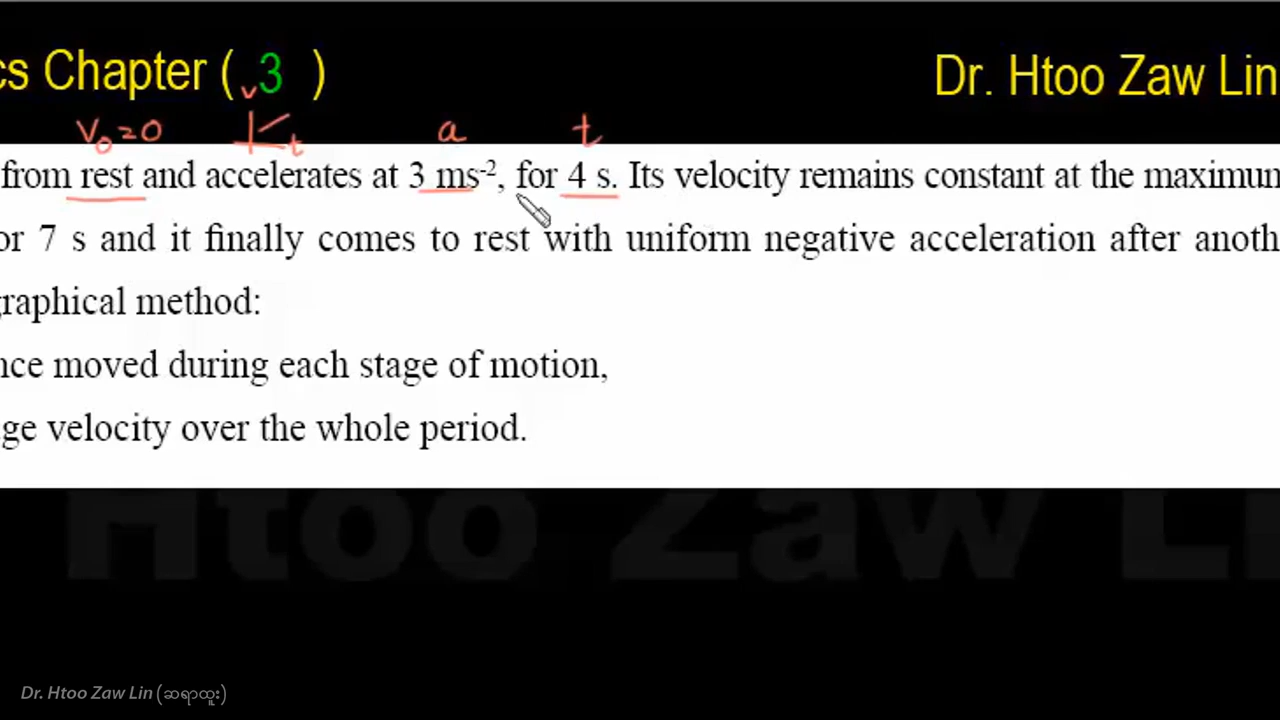 cs Chapter ( 3 )
Dr. Htoo Zaw Lin
V₀=0 v t a t
from rest and accelerates at 3 ms⁻², for 4 s. Its velocity remains constant at the maximum
or 7 s and it finally comes to rest with uniform negative acceleration after anoth
graphical method:
nce moved during each stage of motion,
ge velocity over the whole period.
Htoo Zaw Li
Dr. Htoo Zaw Lin (ဆရာထူး)